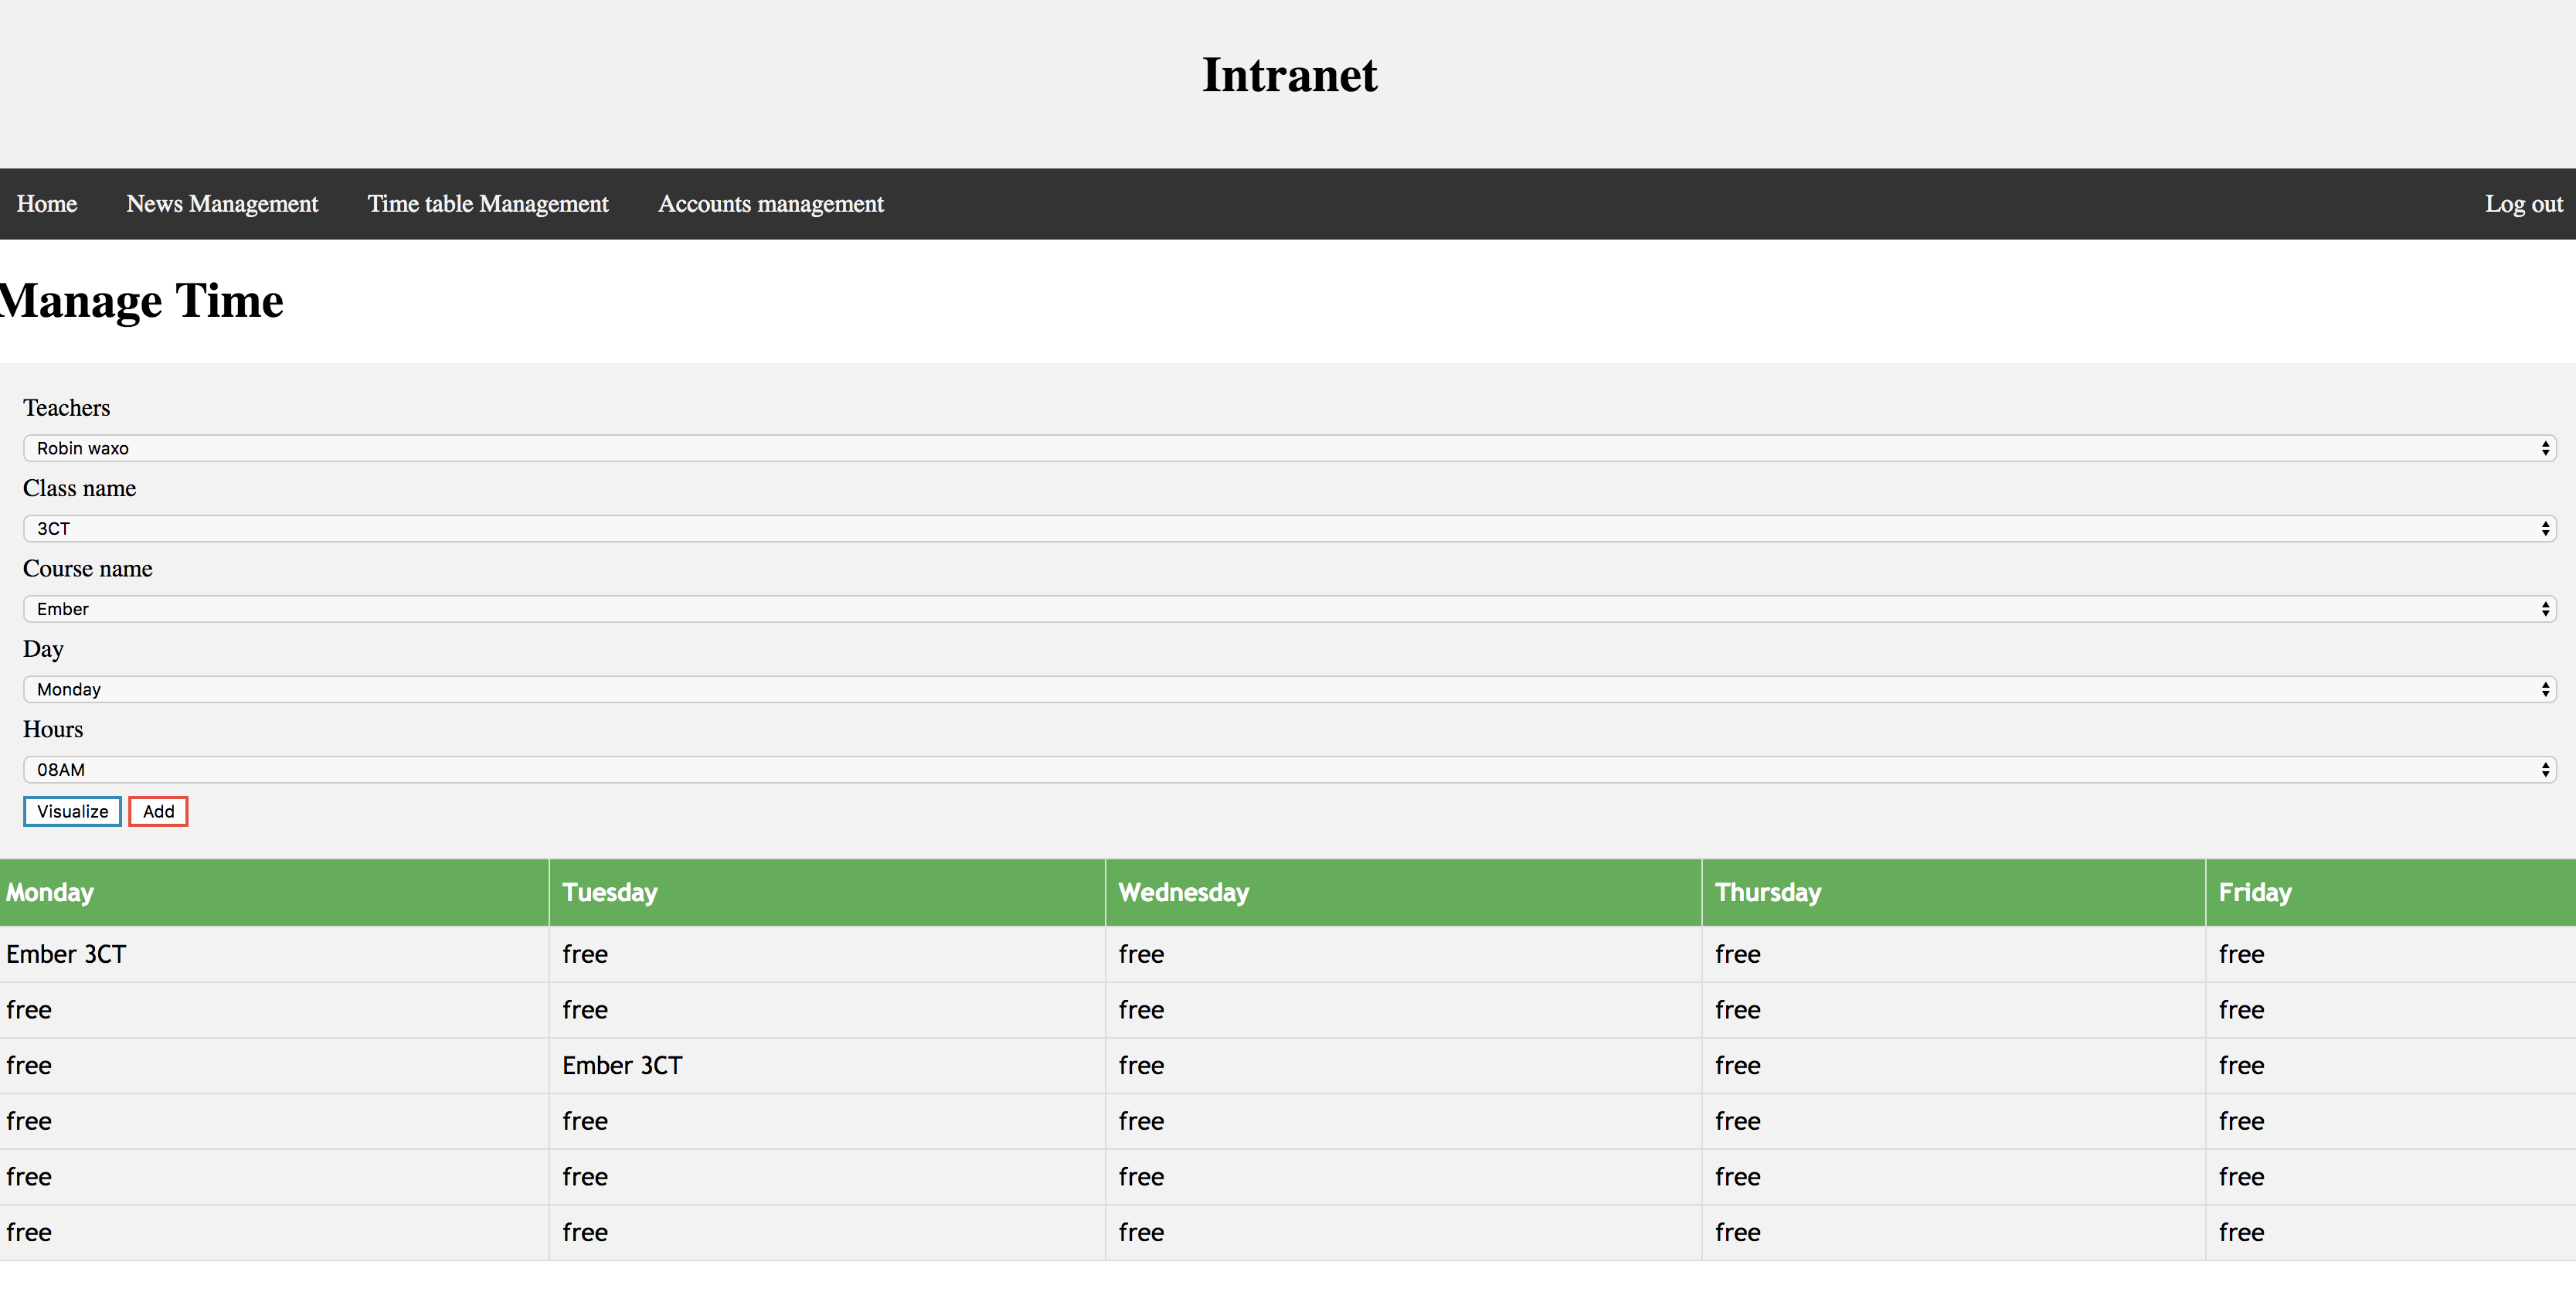 Intranet
Home News Management Time table Management Accounts management Log out
Manage Time
Teachers
Robin waxo
Class name
3CT
Course name
Ember
Day
Monday
Hours
08AM
Visualize Add
Monday Tuesday Wednesday Thursday Friday
Ember 3CT free free free free
free free free free free
free Ember 3CT free free free
free free free free free
free free free free free
free free free free free